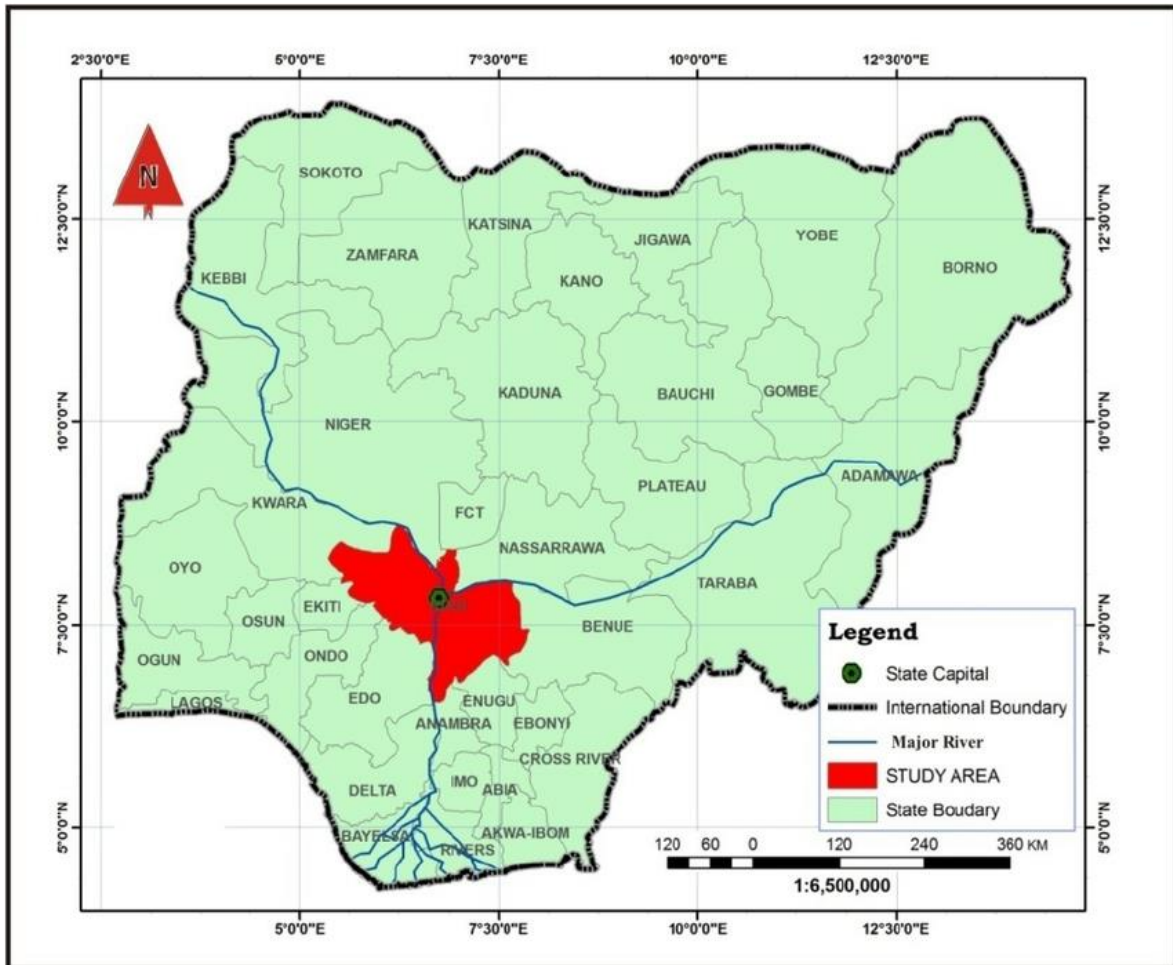 2°30'0"E 5°0'0"E 7°30'0"E 10°0'0"E 12°30'0"E
12°30'0"N
10°0'0"N
7°30'0"N
5°0'0"N
12°30'0"N
10°0'0"N
7°30'0"N
5°0'0"N
N
SOKOTO
KATSINA
ZAMFARA
JIGAWA
YOBE
KEBBI
KANO
BORNO
KADUNA
BAUCHI
GOMBE
NIGER
ADAMAWA
PLATEAU
KWARA
FCT
NASSARRAWA
OYO
TARABA
EKITI
OSUN
BENUE
OGUN
ONDO
EDO
LAGOS
ENUGU
ANAMBRA
EBONYI
CROSS RIVER
IMO
ABIA
DELTA
BAYELSA
AKWA-IBOM
RIVERS
Legend
State Capital
International Boundary
Major River
STUDY AREA
State Boudary
120 60 0 120 240 360 KM
1:6,500,000
5°0'0"E 7°30'0"E 10°0'0"E 12°30'0"E